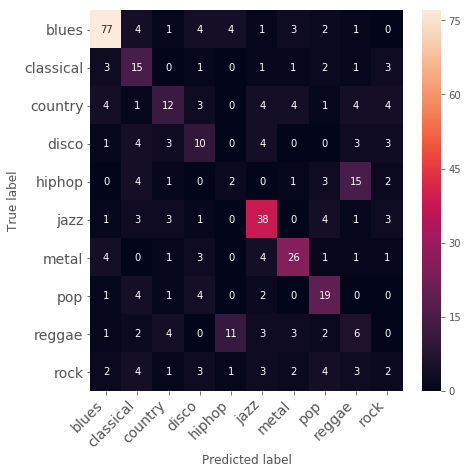 True label
blues 77 4 1 4 4 1 3 2 1 0
classical 3 15 0 1 0 1 1 2 1 3
country 4 1 12 3 0 4 4 1 4 4
disco 1 4 3 10 0 4 0 0 3 3
hiphop 0 4 1 0 2 0 1 3 15 2
jazz 1 3 3 1 0 38 0 4 1 3
metal 4 0 1 3 0 4 26 1 1 1
pop 1 4 1 4 0 2 0 19 0 0
reggae 1 2 4 0 11 3 3 2 6 0
rock 2 4 1 3 1 3 2 4 3 2
blues classical country disco hiphop jazz metal pop reggae rock
Predicted label
75
60
45
30
15
0